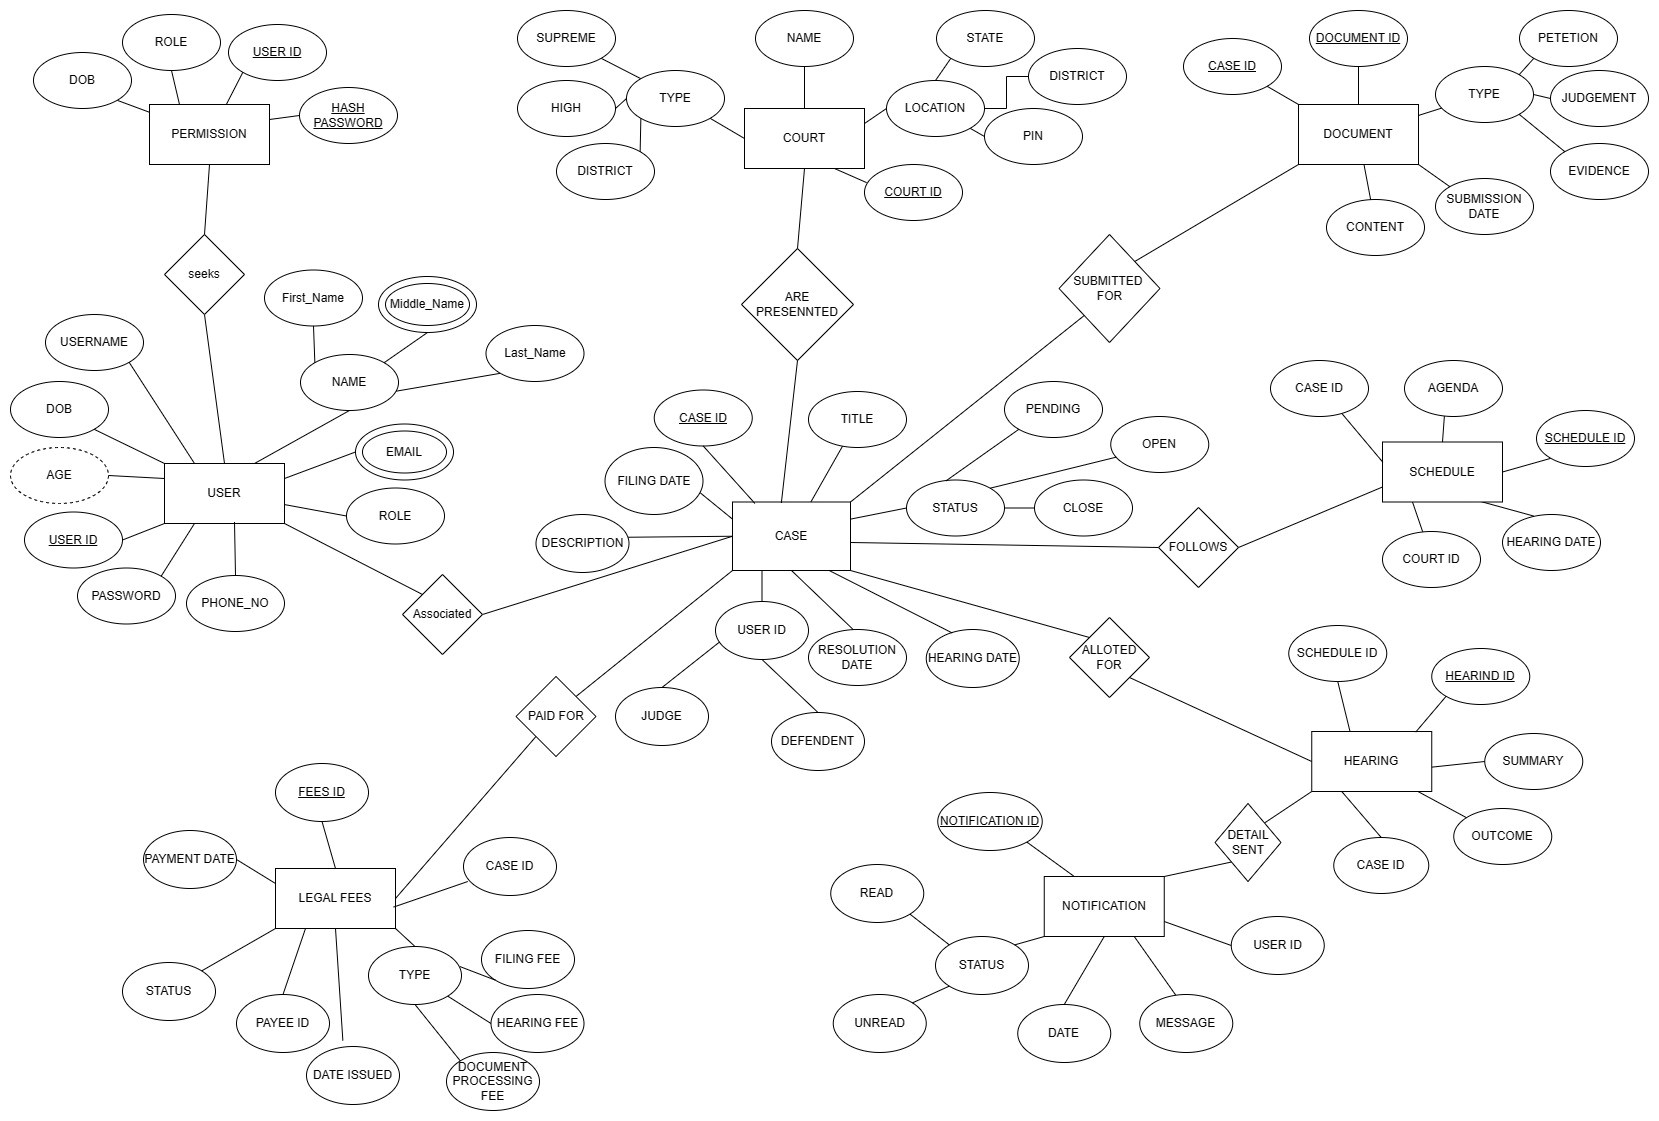 ROLE
USER ID
DOB
HASH
PASSWORD
PERMISSION
seeks
SUPREME
NAME
STATE
TYPE
DISTRICT
HIGH
LOCATION
COURT
PIN
DISTRICT
COURT ID
ARE
PRESENNTED
DOCUMENT ID
PETETION
CASE ID
TYPE
JUDGEMENT
DOCUMENT
EVIDENCE
SUBMISSION
DATE
CONTENT
SUBMITTED
FOR
First_Name
Middle_Name
Last_Name
NAME
USERNAME
DOB
AGE
EMAIL
USER
ROLE
USER ID
PASSWORD
PHONE_NO
Associated
CASE ID
TITLE
FILING DATE
DESCRIPTION
CASE
PENDING
OPEN
STATUS
CLOSE
FOLLOWS
CASE ID
AGENDA
SCHEDULE ID
SCHEDULE
HEARING DATE
COURT ID
USER ID
RESOLUTION
DATE
HEARING DATE
JUDGE
DEFENDENT
PAID FOR
ALLOTED
FOR
SCHEDULE ID
HEARIND ID
HEARING
SUMMARY
OUTCOME
CASE ID
DETAIL
SENT
FEES ID
PAYMENT DATE
CASE ID
LEGAL FEES
STATUS
TYPE
FILING FEE
PAYEE ID
HEARING FEE
DATE ISSUED
DOCUMENT
PROCESSING
FEE
NOTIFICATION ID
READ
NOTIFICATION
USER ID
STATUS
UNREAD
DATE
MESSAGE